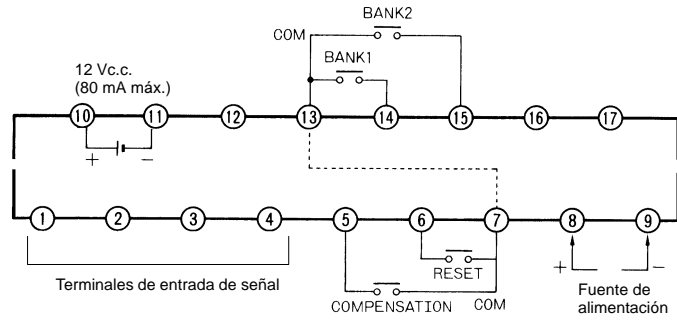 BANK2
COM
BANK1
12 Vc.c.
(80 mA máx.)
10 11 12 13 14 15 16 17
+ −
1 2 3 4 5 6 7 8 9
RESET
+ −
Terminales de entrada de señal
COMPENSATION COM
Fuente de
alimentación